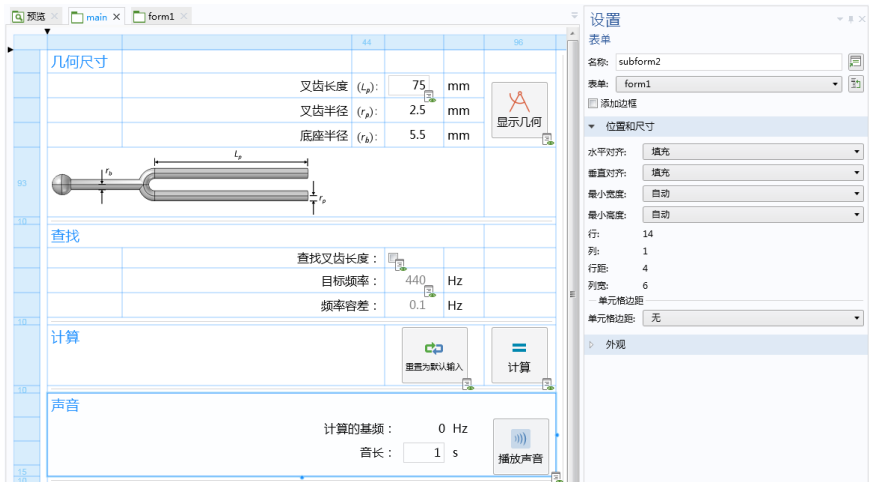 预览 main form1
44 96
几何尺寸
叉齿长度 (Lp): 75 mm
叉齿半径 (rp): 2.5 mm
底座半径 (rb): 5.5 mm
显示几何
93
Lp
rb
rp
10
查找
查找叉齿长度：
目标频率： 440 Hz
频率容差： 0.1 Hz
10
计算
重置为默认输入
计算
10
声音
计算的基频： 0 Hz
音长： 1 s
播放声音
15
10
设置
表单
名称: subform2
表单: form1
添加边框
位置和尺寸
水平对齐: 填充
垂直对齐: 填充
最小宽度: 自动
最小高度: 自动
行: 14
列: 1
行距: 4
列宽: 6
单元格边距
单元格边距: 无
外观